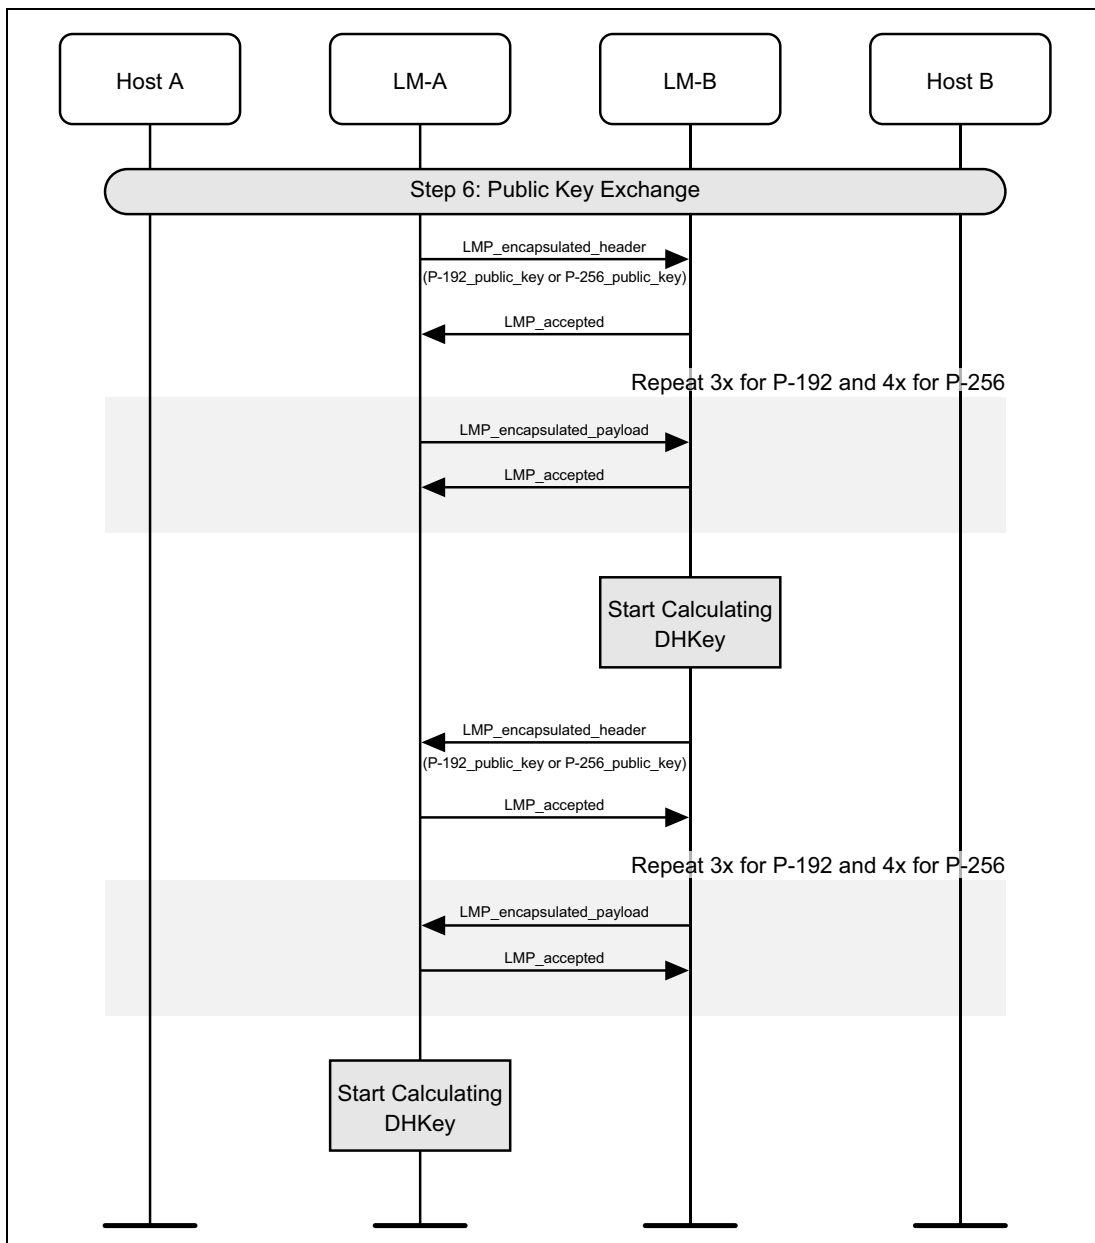 Host A
LM-A
LM-B
Host B
Step 6: Public Key Exchange
LMP_encapsulated_header
(P-192_public_key or P-256_public_key)
LMP_accepted
Repeat 3x for P-192 and 4x for P-256
LMP_encapsulated_payload
LMP_accepted
Start Calculating
DHKey
LMP_encapsulated_header
(P-192_public_key or P-256_public_key)
LMP_accepted
Repeat 3x for P-192 and 4x for P-256
LMP_encapsulated_payload
LMP_accepted
Start Calculating
DHKey